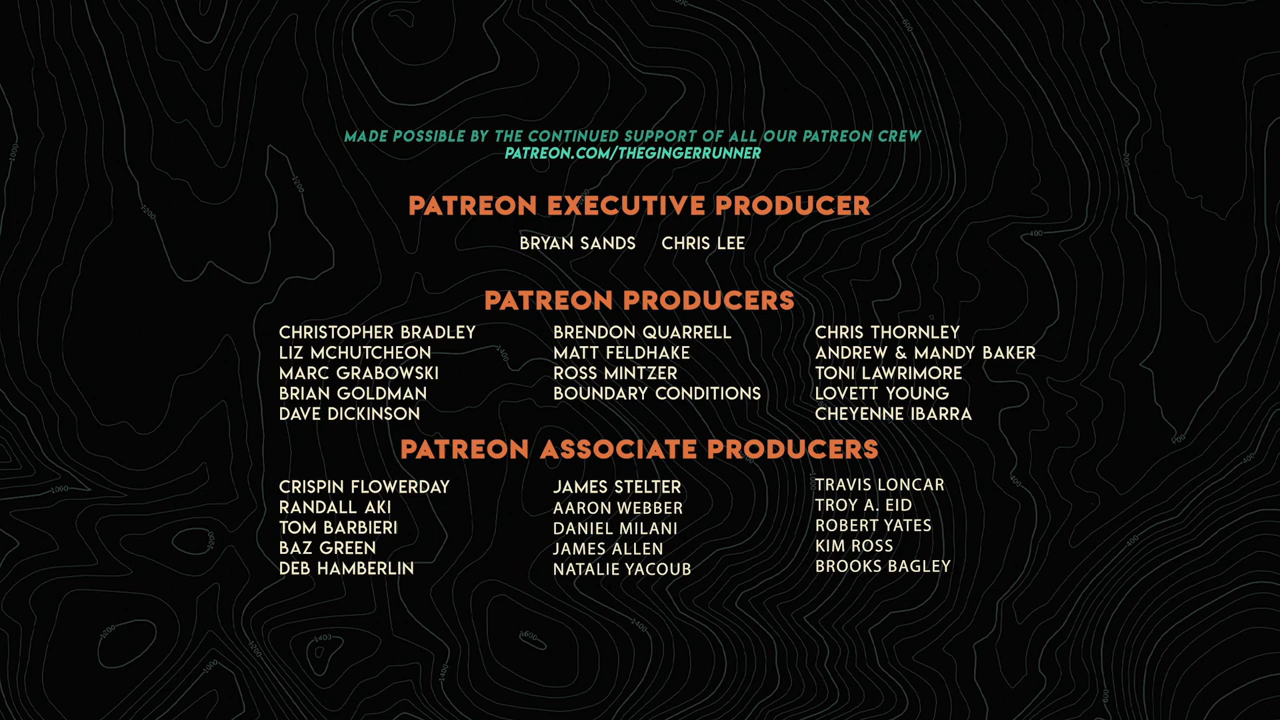 MADE POSSIBLE BY THE CONTINUED SUPPORT OF ALL OUR PATREON CREW
PATREON.COM/THEGINGERRUNNER
PATREON EXECUTIVE PRODUCER
BRYAN SANDS CHRIS LEE
PATREON PRODUCERS
CHRISTOPHER BRADLEY
LIZ MCHUTCHEON
MARC GRABOWSKI
BRIAN GOLDMAN
DAVE DICKINSON
BRENDON QUARRELL
MATT FELDHAKE
ROSS MINTZER
BOUNDARY CONDITIONS
CHRIS THORNLEY
ANDREW & MANDY BAKER
TONI LAWRIMORE
LOVETT YOUNG
CHEYENNE IBARRA
PATREON ASSOCIATE PRODUCERS
CRISPIN FLOWERDAY
RANDALL AKI
TOM BARBIERI
BAZ GREEN
DEB HAMBERLIN
JAMES STELTER
AARON WEBBER
DANIEL MILANI
JAMES ALLEN
NATALIE YACOUB
TRAVIS LONCAR
TROY A. EID
ROBERT YATES
KIM ROSS
BROOKS BAGLEY